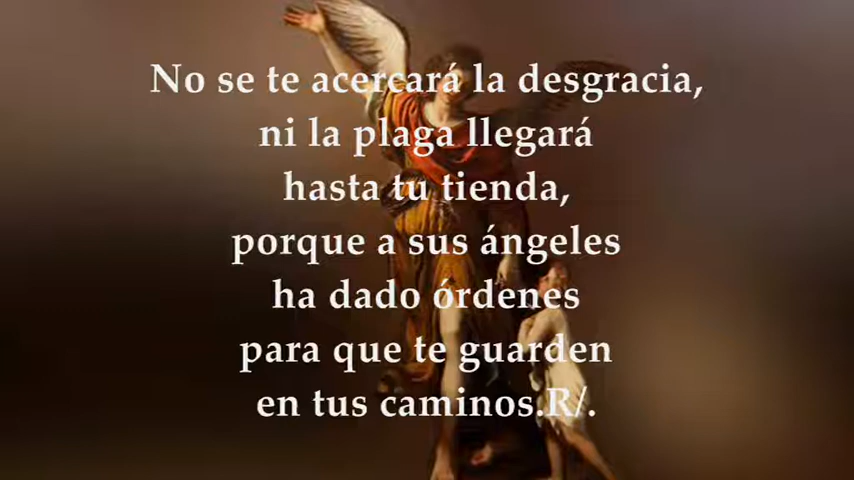 No se te acercará la desgracia,
ni la plaga llegará
hasta tu tienda,
porque a sus ángeles
ha dado órdenes
para que te guarden
en tus caminos.R/.